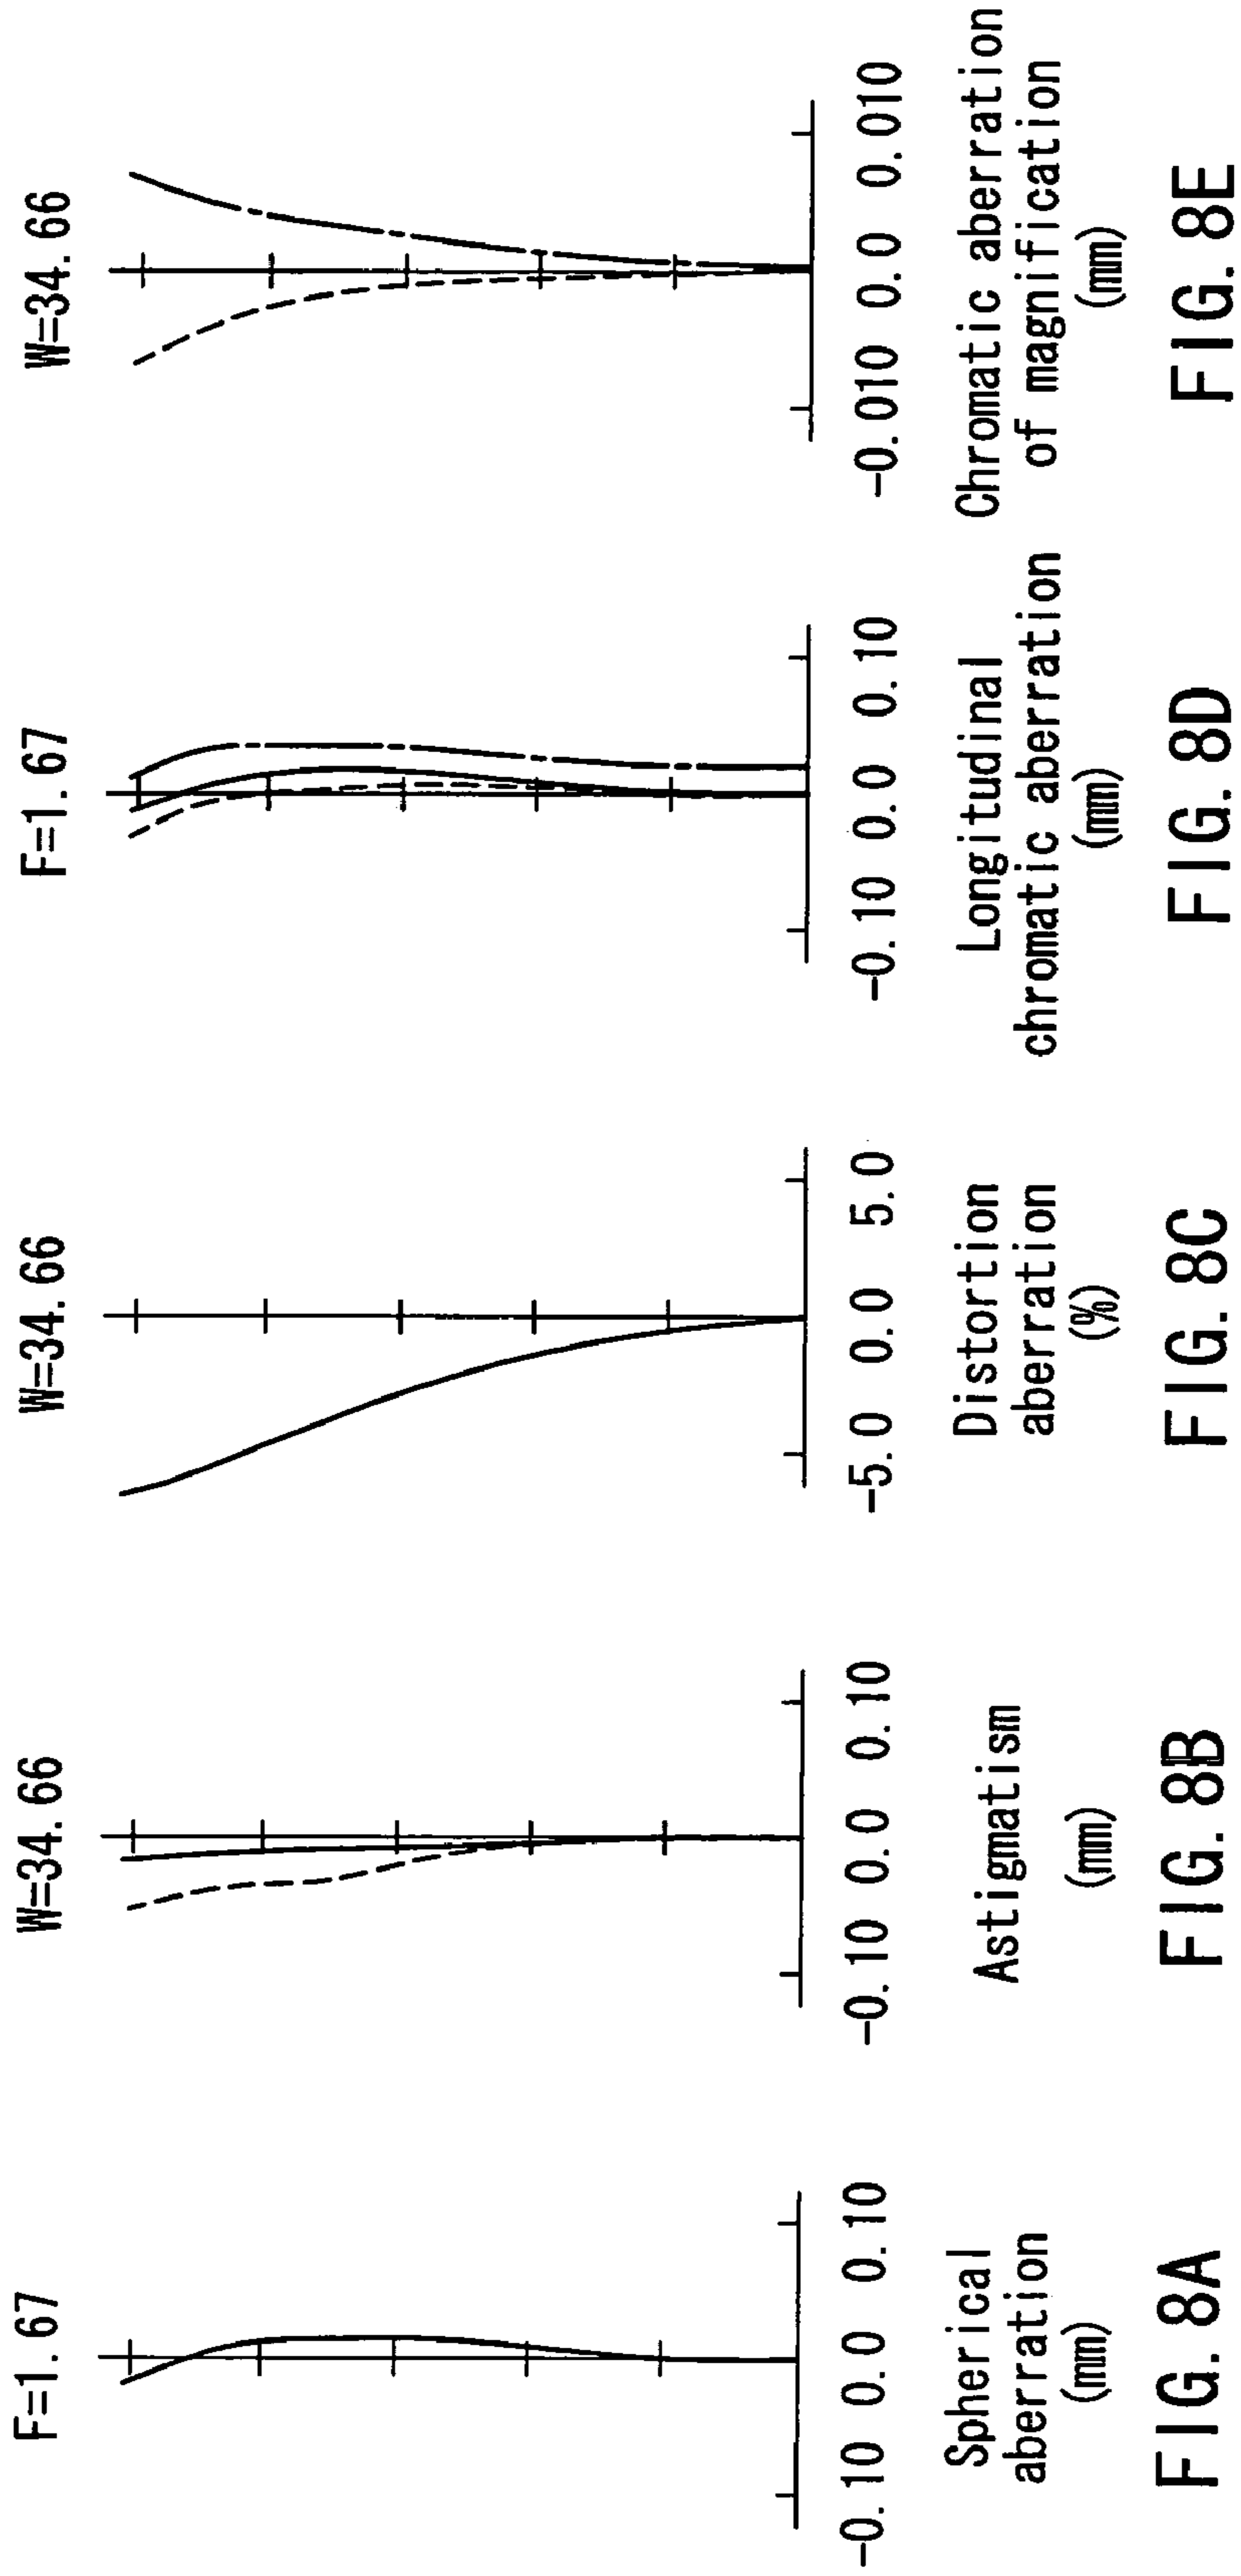 F=1.67
-0.10 0.0 0.10
Spherical
aberration
(mm)
FIG. 8A
W=34.66
-0.10 0.0 0.10
Astigmatism
(mm)
FIG. 8B
W=34.66
-5.0 0.0 5.0
Distortion
aberration
(%)
FIG. 8C
F=1.67
-0.10 0.0 0.10
Longitudinal
chromatic aberration
(mm)
FIG. 8D
W=34.66
-0.010 0.0 0.010
Chromatic aberration
of magnification
(mm)
FIG. 8E